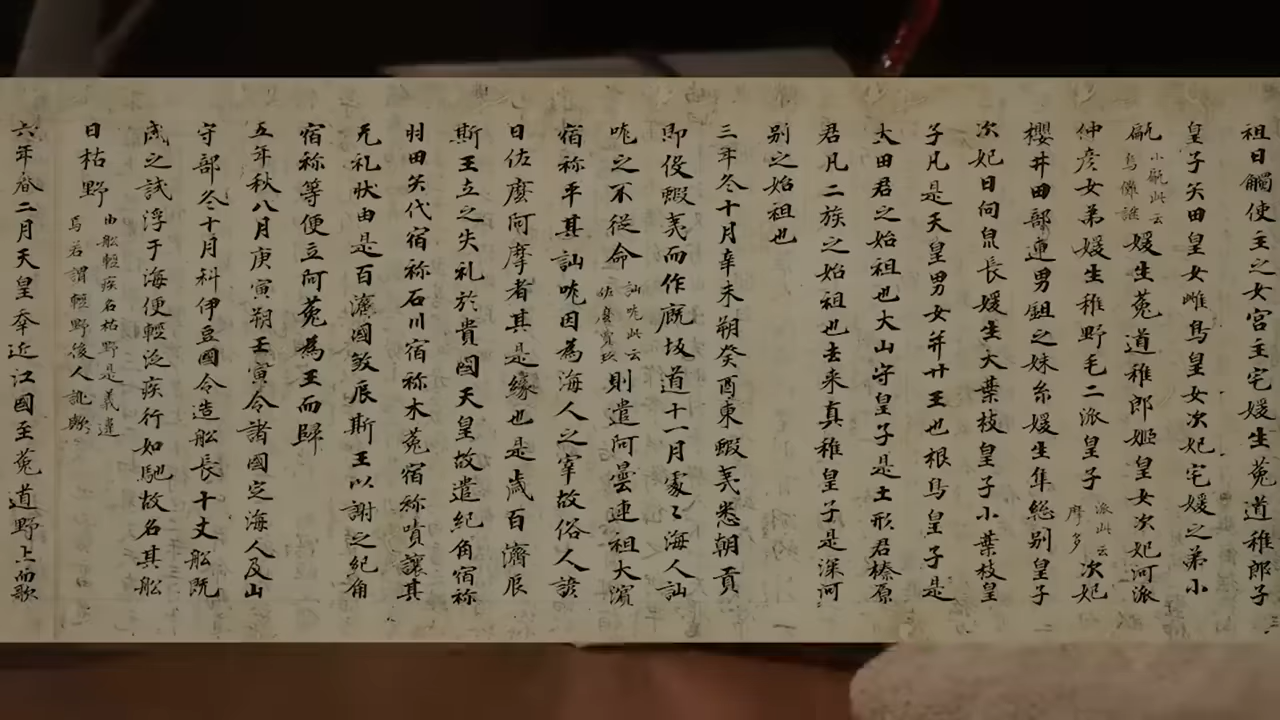 祖日觸使主之女宮主宅媛生菟道稚郎子
皇子矢田皇女雌鳥皇女次妃宅媛之弟小
甂小甂此云烏儺謎媛生菟道稚郎姬皇女次妃河派
仲彥女弟媛生稚野毛二派皇子派此云摩多次妃
櫻井田部連男鉏之妹糸媛生隼総别皇子
次妃日向泉長媛生大葉枝皇子小葉枝皇
子凡是天皇男女并廿王也根鳥皇子是
大田君之始祖也大山守皇子是土形君榛原
君凡二族之始祖也去来真稚皇子是深河
别之始祖也
三年冬十月辛未朔癸酉東蝦夷悉朝貢
即伇蝦夷而作廐坂道十一月䖏〻海人訕
哤之不従命訕哤此云佐麼賣玖則遣阿曇連祖大濱
宿祢平其訕哤因為海人之宰故俗人諺
曰佐麼阿摩者其是緣也是歲百濟辰
斯王立之失礼於貴國天皇故遣紀角宿祢
羽田矢代宿祢石川宿祢木菟宿祢嘖讓其
无礼狀由是百濟國敘辰斯王以謝之紀角
宿祢等便立阿菟為王而歸
五年秋八月庚寅朔壬寅令諸國定海人及山
守部冬十月科伊豆國令造舩長十丈舩既
成之試浮于海便輕泛疾行如馳故名其舩
曰枯野由舩輕疾名枯野是義違焉若謂輕野後人訛歟
六年春二月天皇幸近江國至菟道野上而歌